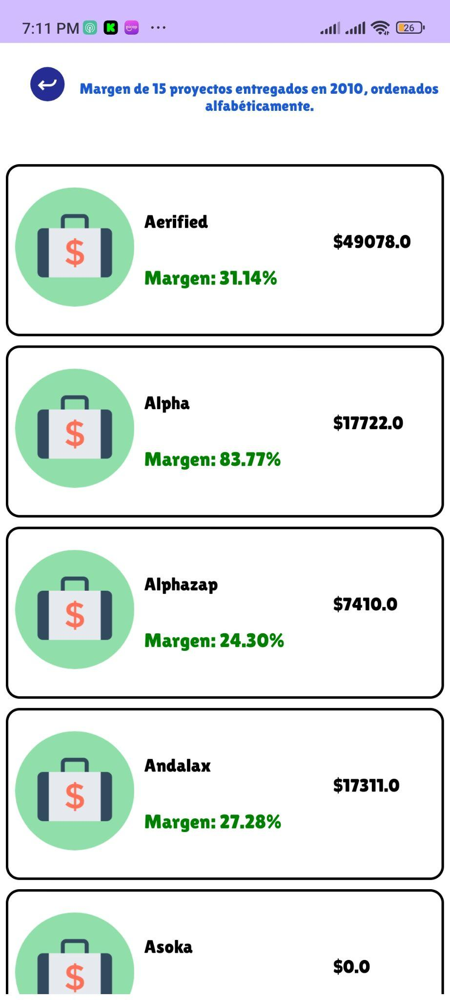 7:11 PM
picap
...
26
Margen de 15 proyectos entregados en 2010, ordenados
alfabéticamente.
Aerified
$49078.0
Margen: 31.14%
Alpha
$17722.0
Margen: 83.77%
Alphazap
$7410.0
Margen: 24.30%
Andalax
$17311.0
Margen: 27.28%
Asoka
$0.0